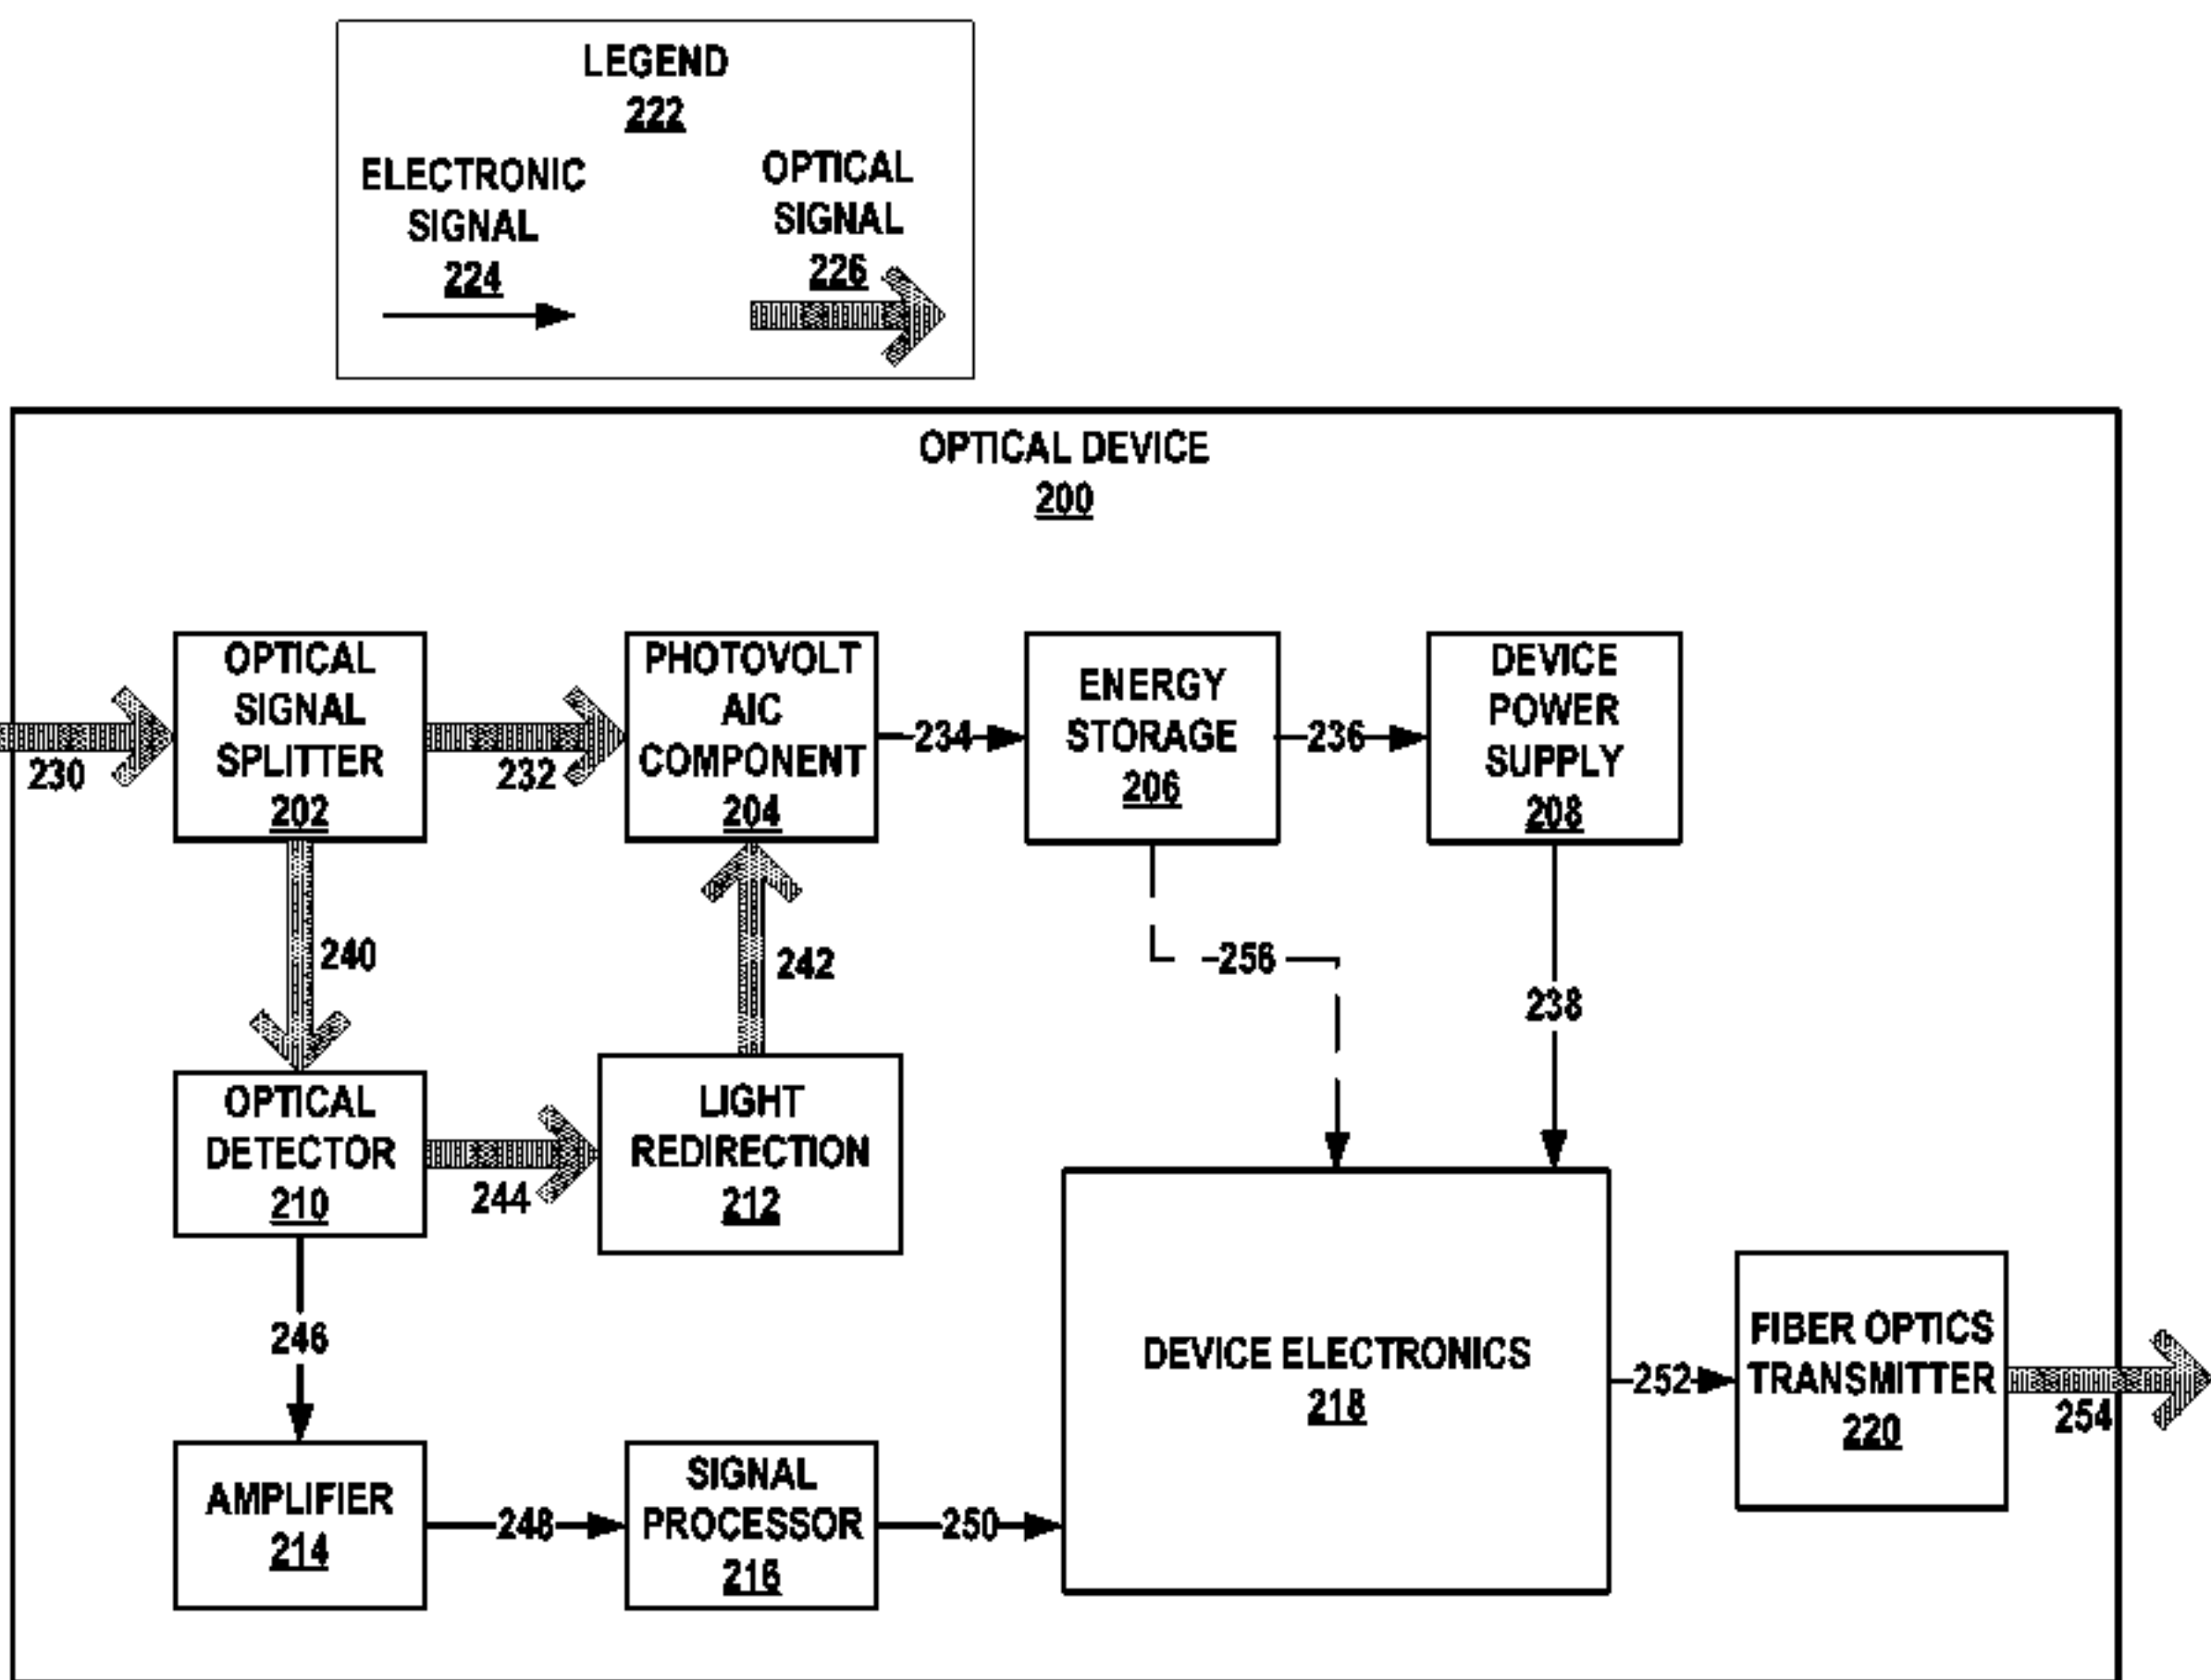 LEGEND
222
ELECTRONIC
SIGNAL
224
OPTICAL
SIGNAL
226
OPTICAL DEVICE
200
OPTICAL
SIGNAL
SPLITTER
202
PHOTOVOLT
AIC
COMPONENT
204
ENERGY
STORAGE
206
DEVICE
POWER
SUPPLY
208
230
232
234
236
240
242
256
238
OPTICAL
DETECTOR
210
244
LIGHT
REDIRECTION
212
246
DEVICE ELECTRONICS
218
252
FIBER OPTICS
TRANSMITTER
220
254
AMPLIFIER
214
248
SIGNAL
PROCESSOR
216
250